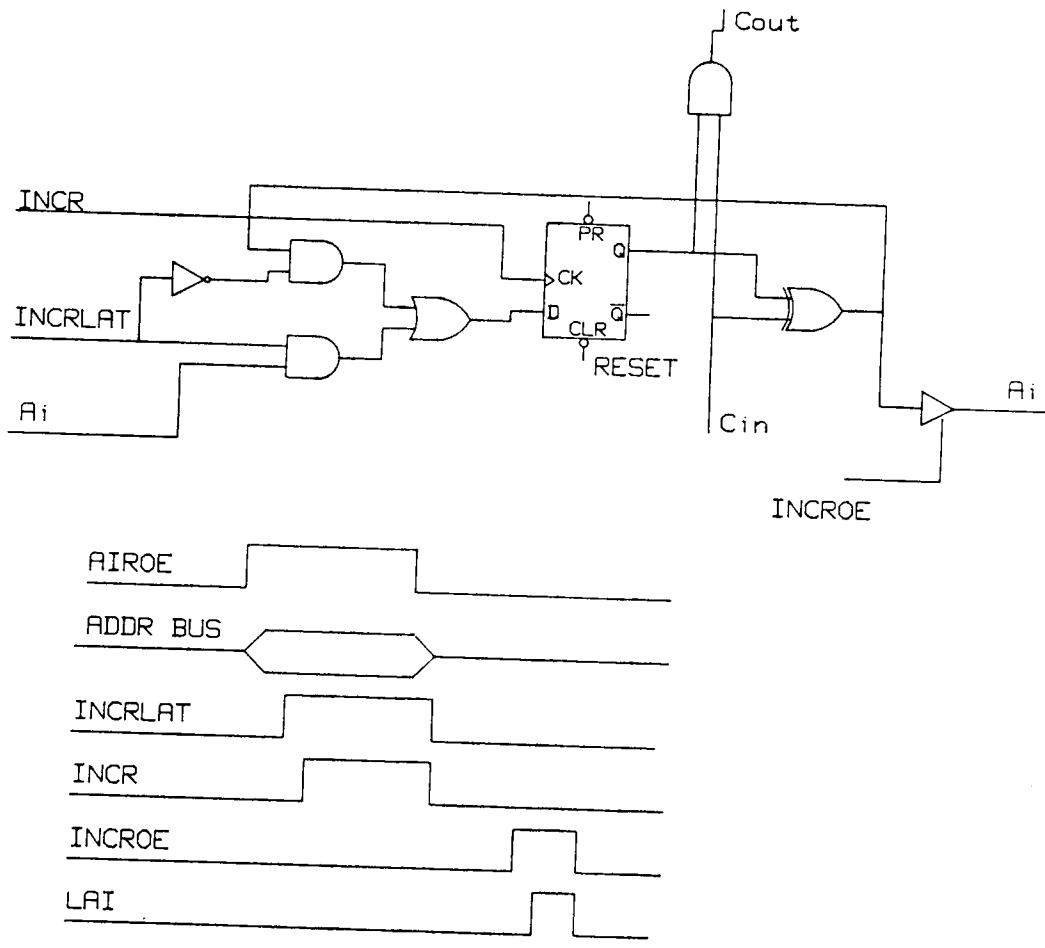 Cout
INCR
PR
Q
CK
INCRLAT
D
Q
CLR
RESET
Ai
Ai
Cin
INCROE
AIROE
ADDR BUS
INCRLAT
INCR
INCROE
LAI